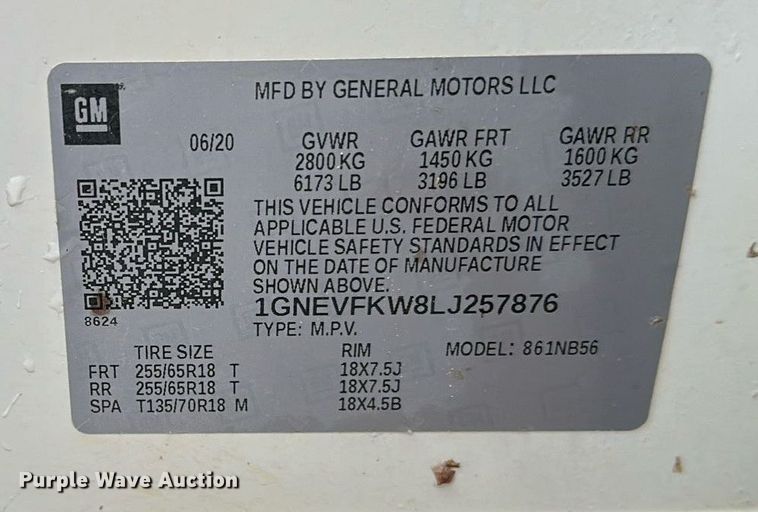 GM
MFD BY GENERAL MOTORS LLC
06/20 GVWR GAWR FRT GAWR RR
2800 KG 1450 KG 1600 KG
6173 LB 3196 LB 3527 LB
THIS VEHICLE CONFORMS TO ALL
APPLICABLE U.S. FEDERAL MOTOR
VEHICLE SAFETY STANDARDS IN EFFECT
ON THE DATE OF MANUFACTURE
SHOWN ABOVE.
1GNEVFKW8LJ257876
8624
TYPE: M.P.V.
TIRE SIZE RIM MODEL: 861NB56
FRT 255/65R18 T 18X7.5J
RR 255/65R18 T 18X7.5J
SPA T135/70R18 M 18X4.5B
Purple Wave Auction